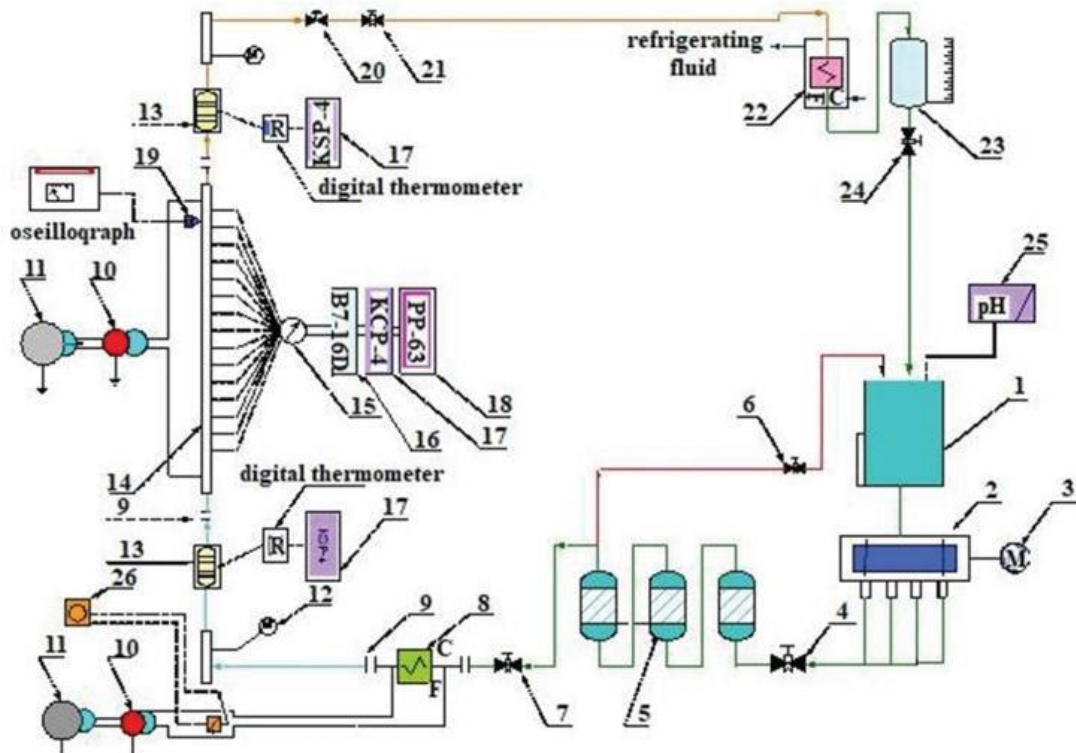 20
21
refrigerating
fluid
22
C
23
24
13
R
KSP-4
17
digital thermometer
19
oseilloqraph
11
10
B7-16D
KCP-4
PP-63
15
16
17
18
14
25
pH
6
1
2
3
M
digital thermometer
9
13
R
17
26
12
11
10
9
8
C
F
7
5
4